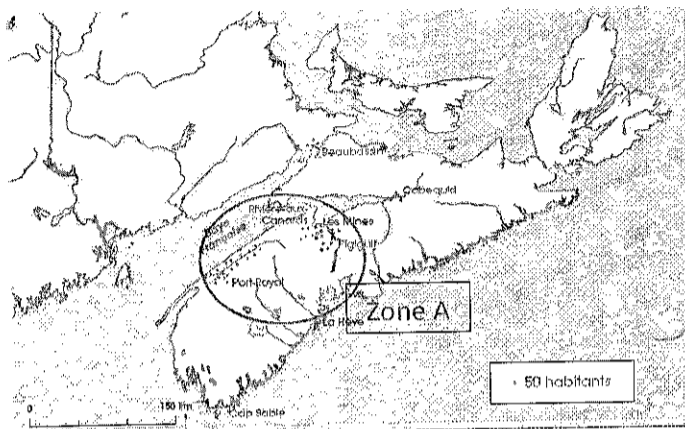 Beaubassin
Cobequid
Rivière-aux-
Canards
Les Mines
Pigiguit
Baie
Port-Royal
Zone A
La Hève
50 habitants
0
150 km
Cap Sable